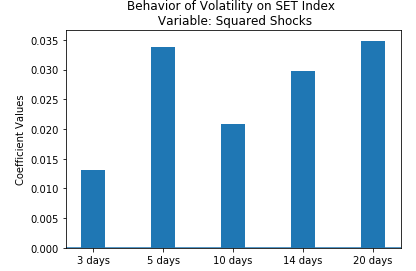 Behavior of Volatility on SET Index
Variable: Squared Shocks
Coefficient Values
0.035
0.030
0.025
0.020
0.015
0.010
0.005
0.000
3 days 5 days 10 days 14 days 20 days